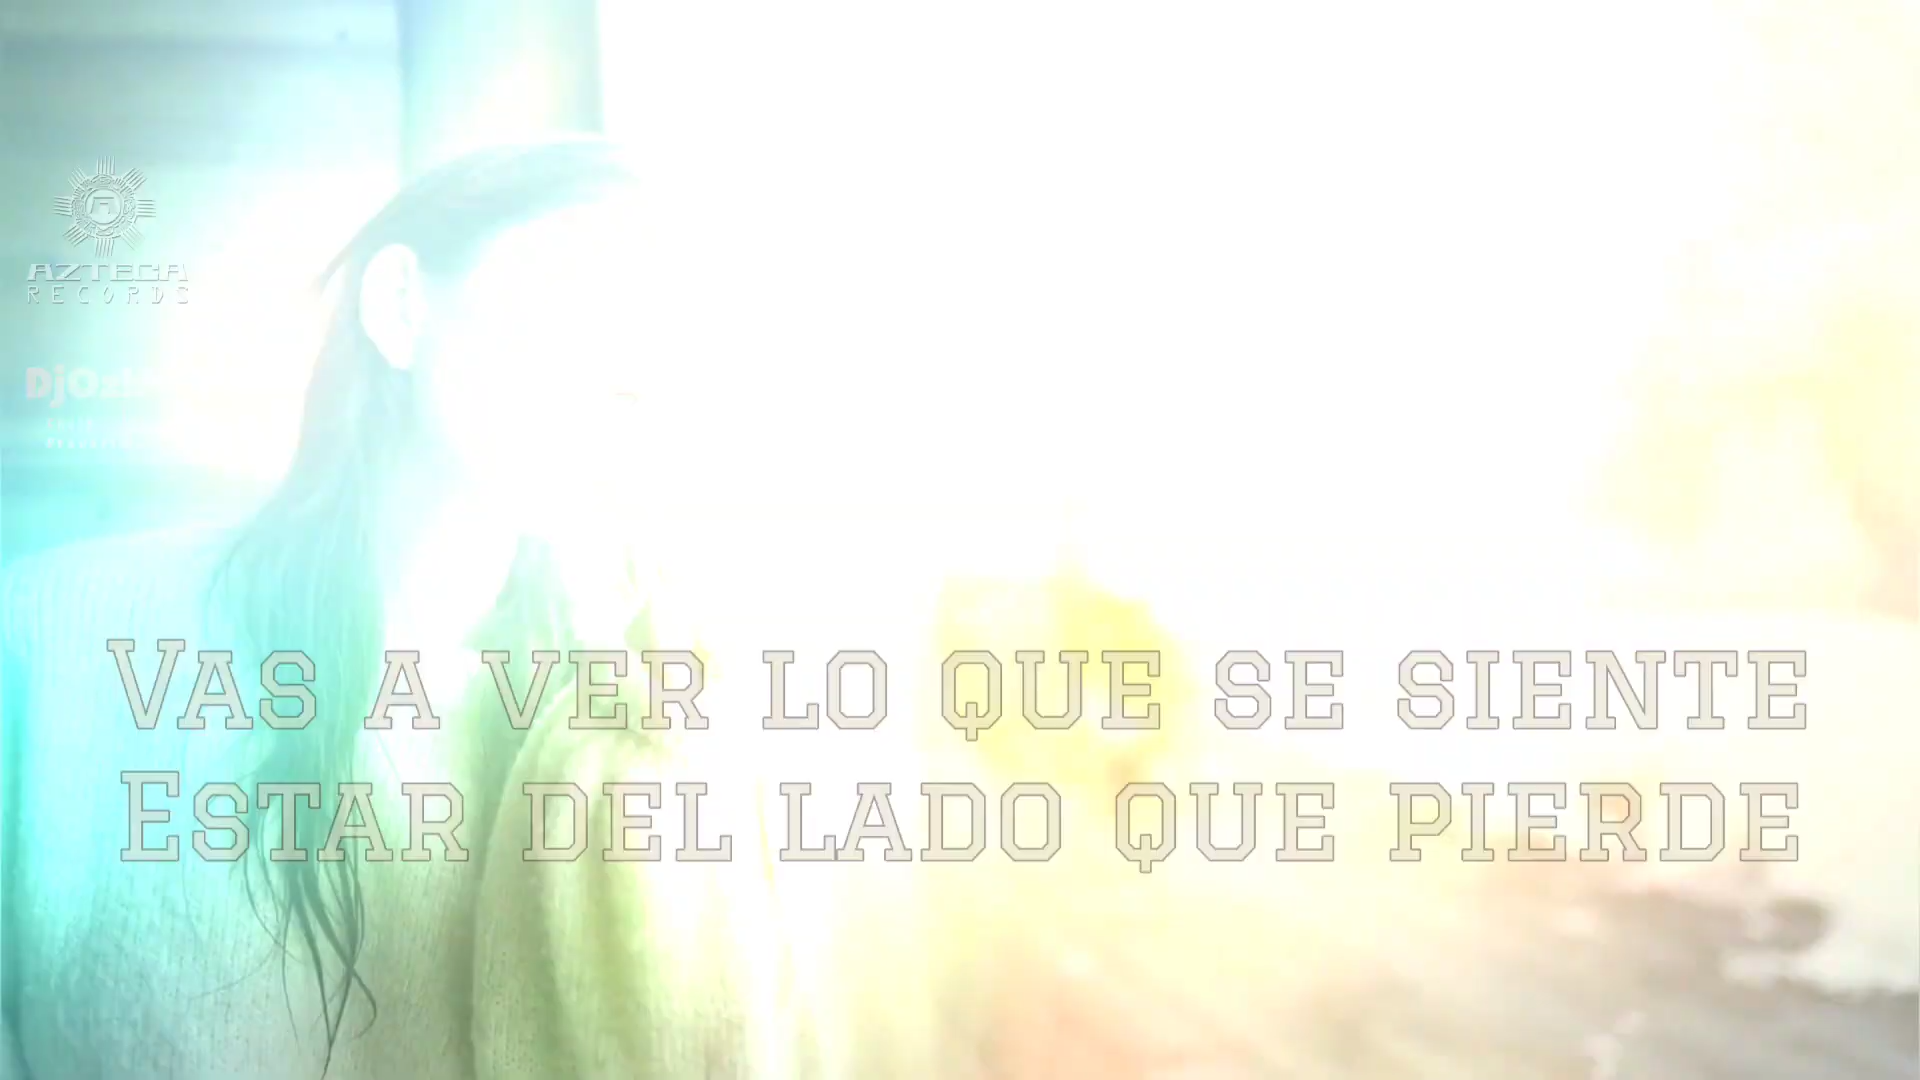 AZTECA
RECORDS
Vas a ver lo que se siente
Estar del lado que pierde